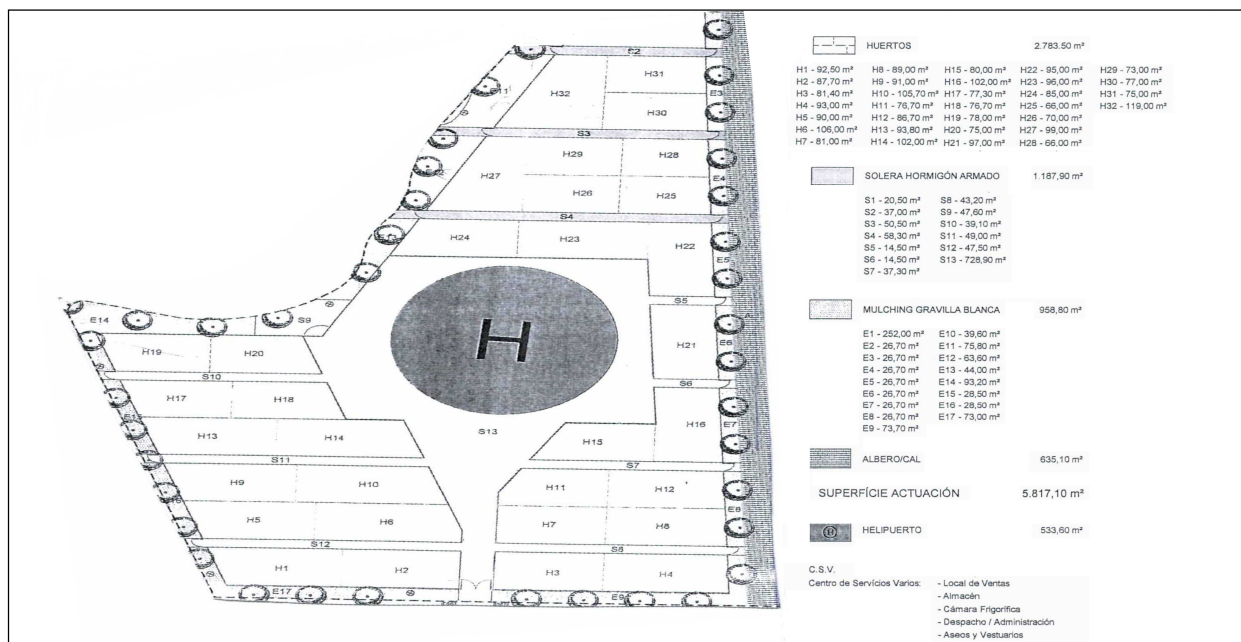 S2
H31
H32
E3
H30
S3
H29
H28
H27
E4
H26
H25
S4
H24
H23
H22
E5
S5
E14
S9
H19
H20
H
H21
E6
S10
S6
H17
H18
H13
H14
S13
H15
H16
E7
S11
S7
H9
H10
H11
H12
H5
H6
H7
H8
E8
S12
S8
H1
H2
H3
H4
E17
E9
HUERTOS 2.783.50 m²
H1 - 92,50 m² H8 - 89,00 m² H15 - 80,00 m² H22 - 95,00 m² H29 - 73,00 m²
H2 - 87,70 m² H9 - 91,00 m² H16 - 102,00 m² H23 - 96,00 m² H30 - 77,00 m²
H3 - 81,40 m² H10 - 105,70 m² H17 - 77,30 m² H24 - 85,00 m² H31 - 75,00 m²
H4 - 93,00 m² H11 - 76,70 m² H18 - 76,70 m² H25 - 66,00 m² H32 - 119,00 m²
H5 - 90,00 m² H12 - 86,70 m² H19 - 78,00 m² H26 - 70,00 m²
H6 - 106,00 m² H13 - 93,80 m² H20 - 75,00 m² H27 - 99,00 m²
H7 - 81,00 m² H14 - 102,00 m² H21 - 97,00 m² H28 - 66.00 m²
SOLERA HORMIGÓN ARMADO 1.187,90 m²
S1 - 20,50 m² S8 - 43,20 m²
S2 - 37,00 m² S9 - 47,60 m²
S3 - 50,50 m² S10 - 39,10 m²
S4 - 58,30 m² S11 - 49,00 m²
S5 - 14,50 m² S12 - 47,50 m²
S6 - 14,50 m² S13 - 728,90 m²
S7 - 37,30 m²
MULCHING GRAVILLA BLANCA 958,80 m²
E1 - 252,00 m² E10 - 39,60 m²
E2 - 26,70 m² E11 - 75,80 m²
E3 - 26,70 m² E12 - 63,60 m²
E4 - 26,70 m² E13 - 44,00 m²
E5 - 26,70 m² E14 - 93,20 m²
E6 - 26,70 m² E15 - 28,50 m²
E7 - 26,70 m² E16 - 28,50 m²
E8 - 26,70 m² E17 - 73,00 m²
E9 - 73,70 m²
ALBERO/CAL 635,10 m²
SUPERFÍCIE ACTUACIÓN 5.817,10 m²
H HELIPUERTO 533,60 m²
C.S.V.
Centro de Servícios Varios: - Local de Ventas
- Almacén
- Cámara Frigorífica
- Despacho / Administración
- Aseos y Vestuarios